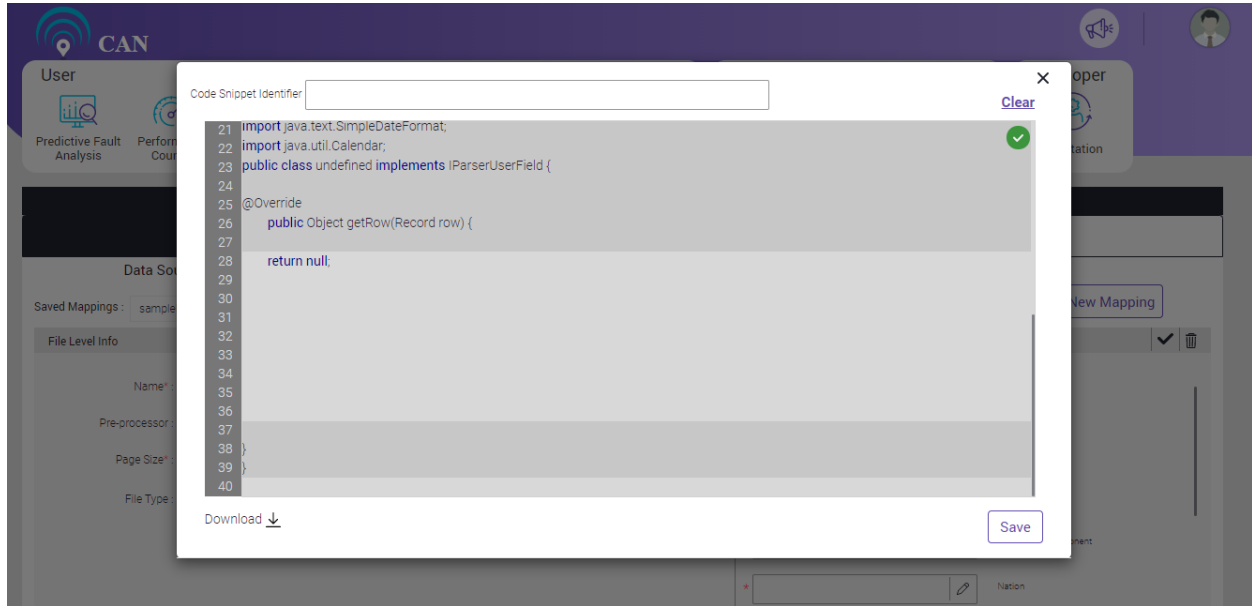 CAN
User
oper
Predictive Fault
Analysis
Perforn
Cour
tation
Code Snippet Identifier
Clear
21 import java.text.SimpleDateFormat;
22 import java.util.Calendar;
23 public class undefined implements IParserUserField {
24
25 @Override
26 public Object getRow(Record row) {
27
28 return null;
29
30
31
32
33
34
35
36
37
38 }
39 }
40
Download
Save
Data Sou
Saved Mappings : sample
New Mapping
File Level Info
Name* :
Pre-processor :
Page Size* :
File Type :
onent
* Nation